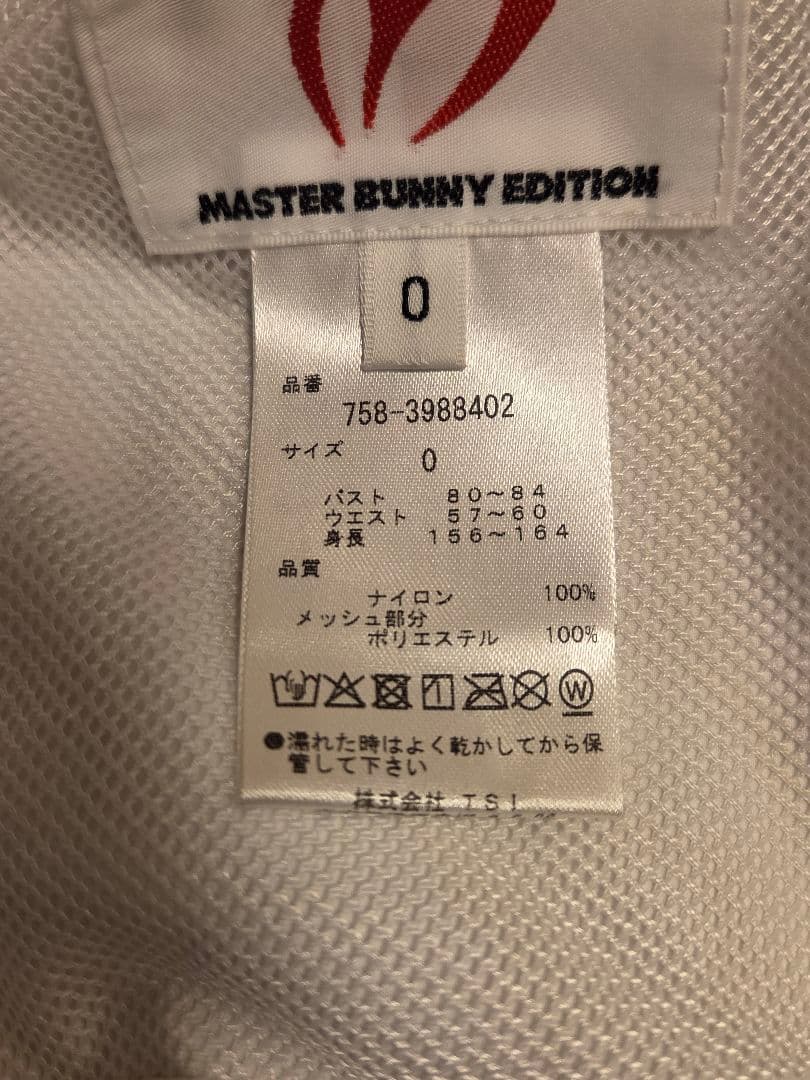 MASTER BUNNY EDITION
0
品番
758-3988402
サイズ 0
バスト 80~84
ウエスト 57~60
身長 156~164
品質
ナイロン 100%
メッシュ部分
ポリエステル 100%
W
●濡れた時はよく乾かしてから保
管して下さい
株式会社 TSI